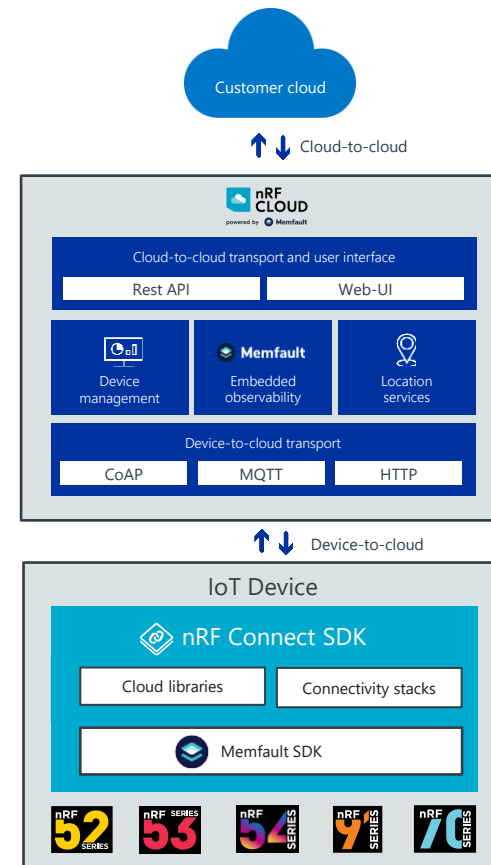 Customer cloud
Cloud-to-cloud
nRF
CLOUD
powered by Memfault
Cloud-to-cloud transport and user interface
Rest API
Web-UI
Memfault
Device
management
Embedded
observability
Location
services
Device-to-cloud transport
CoAP
MQTT
HTTP
Device-to-cloud
IoT Device
nRF Connect SDK
Cloud libraries
Connectivity stacks
Memfault SDK
nRF
52
SERIES
nRF SERIES
53
nRF
54
SERIES
nRF
91
SERIES
nRF
70
SERIES